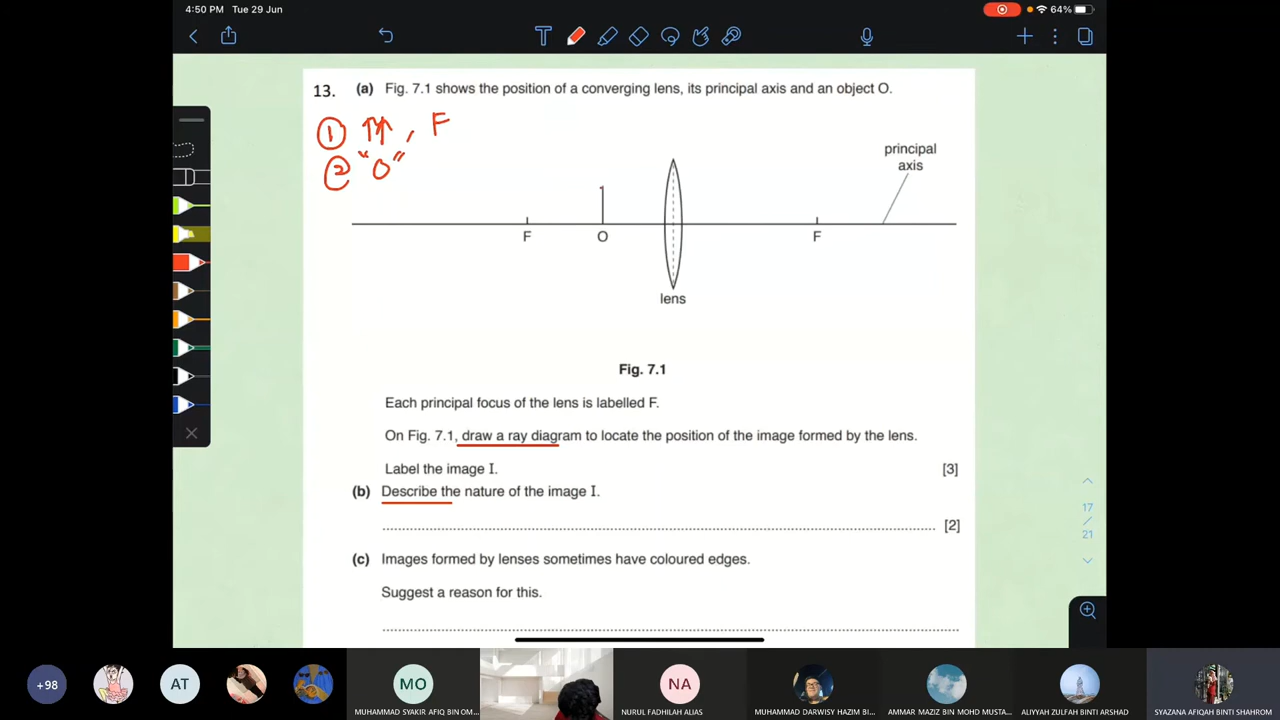 4:50 PM Tue 29 Jun
64%
13. (a) Fig. 7.1 shows the position of a converging lens, its principal axis and an object O.
① ↑↑, F
② "O"
principal
axis
F O F
lens
Fig. 7.1
Each principal focus of the lens is labelled F.
On Fig. 7.1, draw a ray diagram to locate the position of the image formed by the lens.
Label the image I. [3]
(b) Describe the nature of the image I.
[2]
(c) Images formed by lenses sometimes have coloured edges.
Suggest a reason for this.
17
/
21
+98
AT
MO
NA
MUHAMMAD SYAKIR AFIQ BIN OM...
NURUL FADHILAH ALIAS
MUHAMMAD DARWISY HAZIM BI...
AMMAR MAZIZ BIN MOHD MUSTA...
ALIYYAH ZULFAH BINTI ARSHAD
SYAZANA AFIQAH BINTI SHAHROM